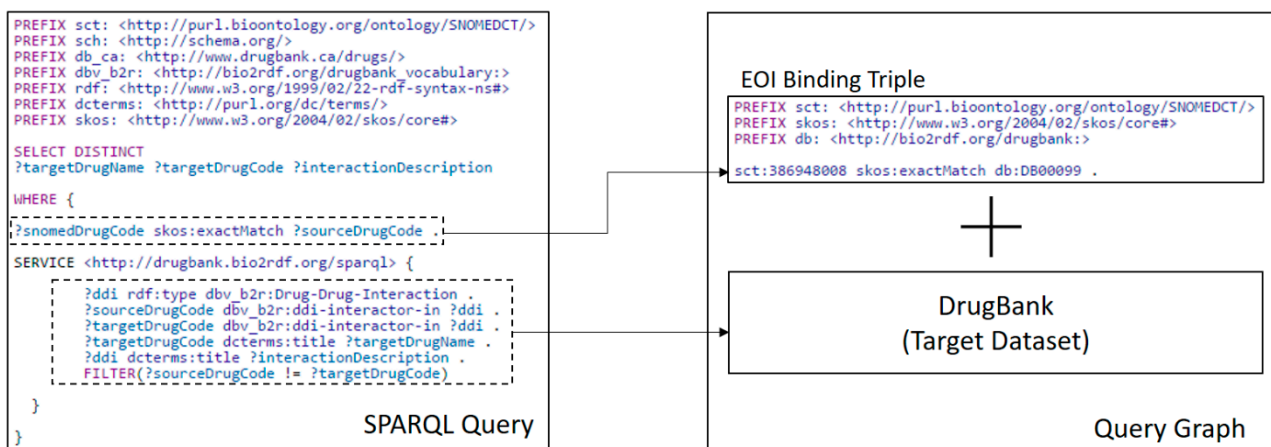 PREFIX sct: <http://purl.bioontology.org/ontology/SNOMEDCT/>
PREFIX sch: <http://schema.org/>
PREFIX db_ca: <http://www.drugbank.ca/drugs/>
PREFIX dbv_b2r: <http://bio2rdf.org/drugbank_vocabulary:>
PREFIX rdf: <http://www.w3.org/1999/02/22-rdf-syntax-ns#>
PREFIX dcterms: <http://purl.org/dc/terms/>
PREFIX skos: <http://www.w3.org/2004/02/skos/core#>
SELECT DISTINCT
?targetDrugName ?targetDrugCode ?interactionDescription
WHERE {
?snomedDrugCode skos:exactMatch ?sourceDrugCode .
SERVICE <http://drugbank.bio2rdf.org/sparql> {
?ddi rdf:type dbv_b2r:Drug-Drug-Interaction .
?sourceDrugCode dbv_b2r:ddi-interactor-in ?ddi .
?targetDrugCode dbv_b2r:ddi-interactor-in ?ddi .
?targetDrugCode dcterms:title ?targetDrugName .
?ddi dcterms:title ?interactionDescription .
FILTER(?sourceDrugCode != ?targetDrugCode)
}
}
SPARQL Query
EOI Binding Triple
PREFIX sct: <http://purl.bioontology.org/ontology/SNOMEDCT/>
PREFIX skos: <http://www.w3.org/2004/02/skos/core#>
PREFIX db: <http://bio2rdf.org/drugbank:>
sct:386948008 skos:exactMatch db:DB00099 .
DrugBank
(Target Dataset)
Query Graph